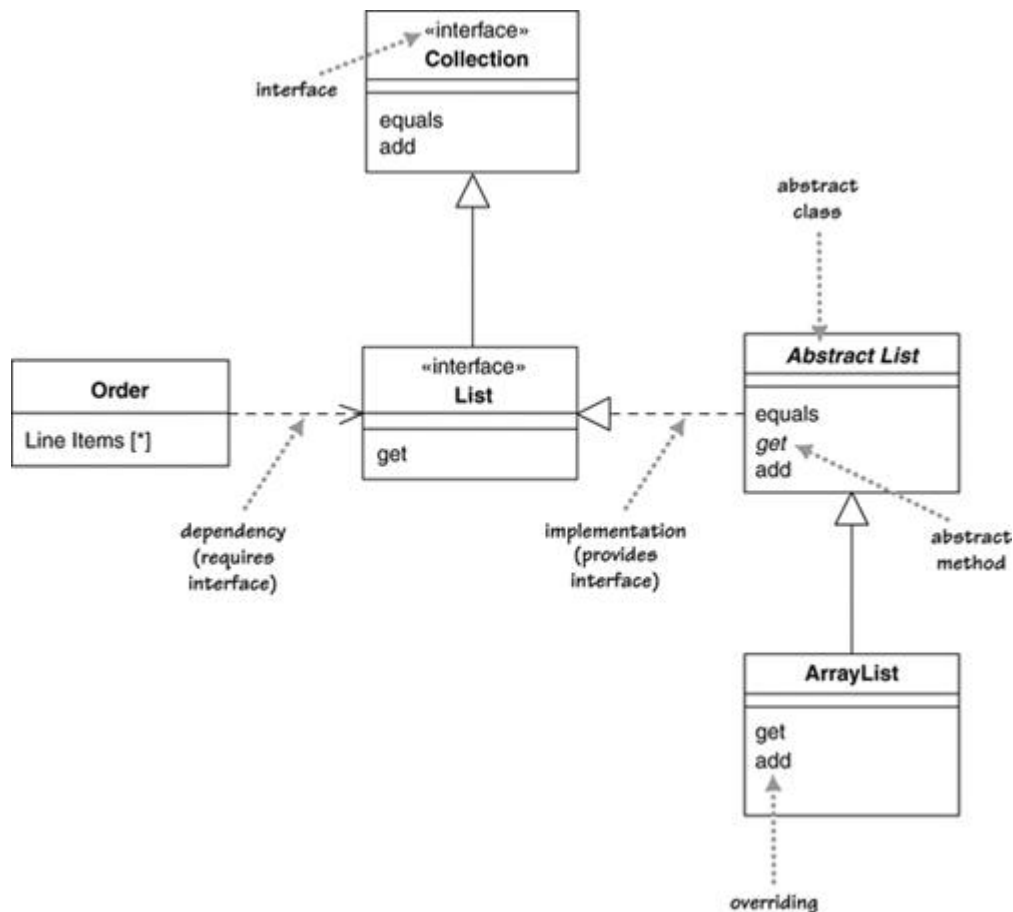 «interface»
Collection
interface
equals
add
abstract
class
«interface»
List
Abstract List
Order
Line Items [*]
get
equals
get
add
dependency
(requires
interface)
implementation
(provides
interface)
abstract
method
ArrayList
get
add
overriding